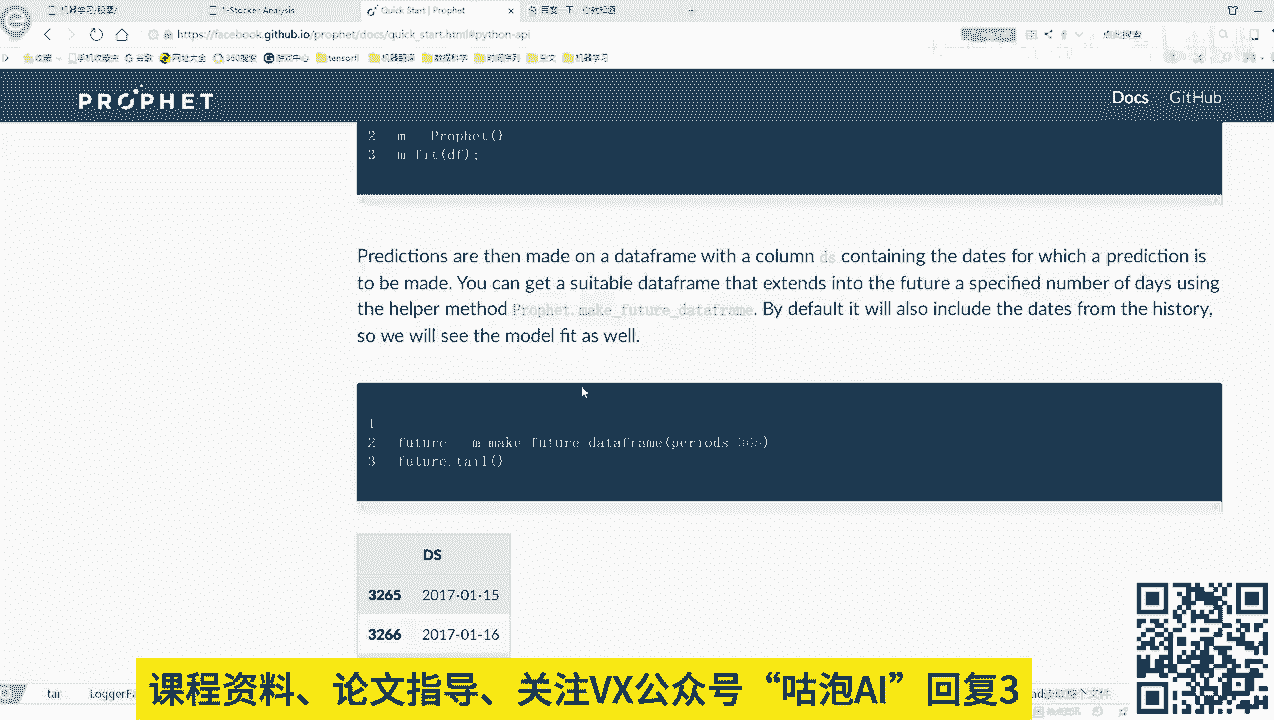 1-Stocker Analysis
Quick Start | Prophet
https://facebook.github.io/prophet/docs/quick_start.html#python-api
PROPHET
Docs GitHub
2 m Prophet()
3 m fit(df);
Predictions are then made on a dataframe with a column ds containing the dates for which a prediction is
to be made. You can get a suitable dataframe that extends into the future a specified number of days using
the helper method Prophet.make_future_dataframe. By default it will also include the dates from the history,
so we will see the model fit as well.
1
2 future m make future dataframe(periods
3 future.tail()
DS
3265 2017-01-15
3266 2017-01-16
课程资料、论文指导、关注VX公众号“咕泡AI”回复3